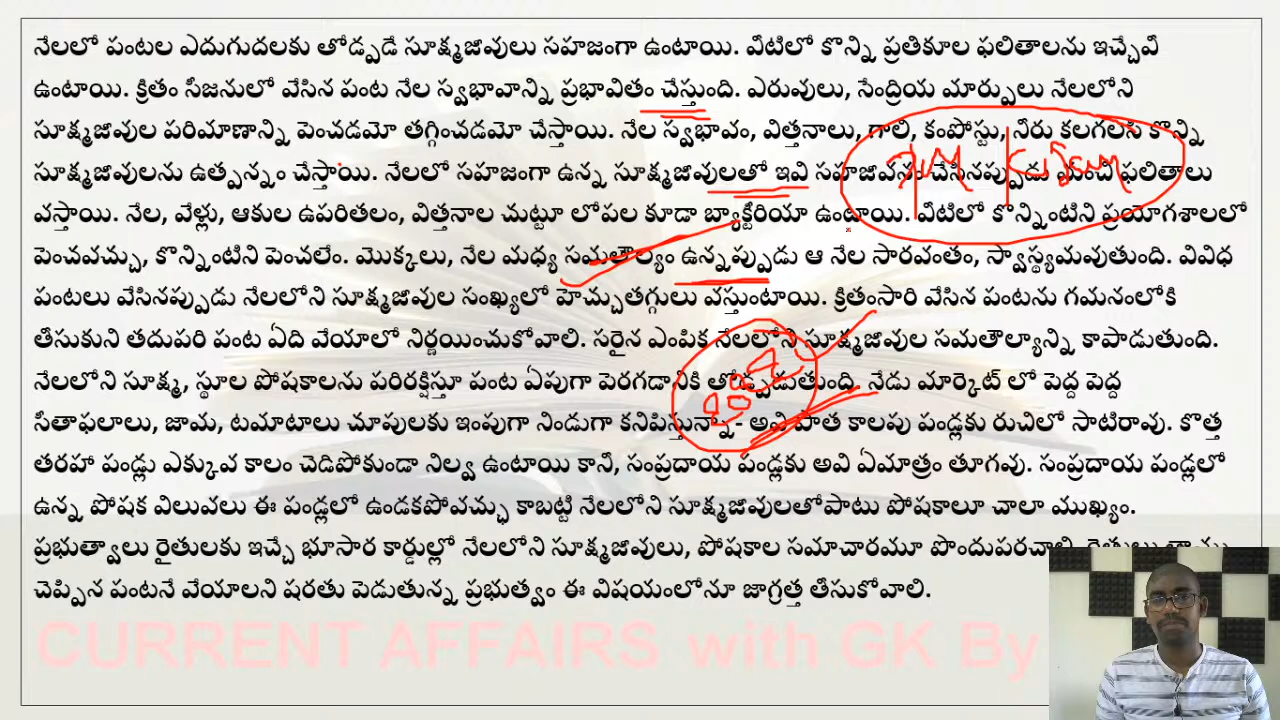 నేలలో పంటల ఎదుగుదలకు తోడ్పడే సూక్ష్మజీవులు సహజంగా ఉంటాయి. వీటిలో కొన్ని ప్రతికూల ఫలితాలను ఇచ్చేవీ
ఉంటాయి. క్రితం సీజనులో వేసిన పంట నేల స్వభావాన్ని ప్రభావితం చేస్తుంది. ఎరువులు, సేంద్రియ మార్పులు నేలలోని
సూక్ష్మజీవుల పరిమాణాన్ని పెంచడమో తగ్గించడమో చేస్తాయి. నేల స్వభావం, విత్తనాలు, గాలి, కంపోస్టు, నీరు కలగలిసి కొన్ని
సూక్ష్మజీవులను ఉత్పన్నం చేస్తాయి. నేలలో సహజంగా ఉన్న సూక్ష్మజీవులతో ఇవి సహజీవనం చేసినప్పుడు మంచి ఫలితాలు
వస్తాయి. నేల, వేళ్లు, ఆకుల ఉపరితలం, విత్తనాల చుట్టూ లోపల కూడా బ్యాక్టీరియా ఉంటాయి. వీటిలో కొన్నింటిని ప్రయోగశాలలో
పెంచవచ్చు, కొన్నింటిని పెంచలేం. మొక్కలు, నేల మధ్య సమతౌల్యం ఉన్నప్పుడు ఆ నేల సారవంతం, స్వాస్థ్యమవుతుంది. వివిధ
పంటలు వేసినప్పుడు నేలలోని సూక్ష్మజీవుల సంఖ్యలో హెచ్చుతగ్గులు వస్తుంటాయి. క్రితంసారి వేసిన పంటను గమనంలోకి
తీసుకుని తదుపరి పంట ఏది వేయాలో నిర్ణయించుకోవాలి. సరైన ఎంపిక నేలలోని సూక్ష్మజీవుల సమతౌల్యాన్ని కాపాడుతుంది.
నేలలోని సూక్ష్మ, స్థూల పోషకాలను పరిరక్షిస్తూ పంట ఏపుగా పెరగడానికి తోడ్పడుతుంది. నేడు మార్కెట్ లో పెద్ద పెద్ద
సీతాఫలాలు, జామ, టమాటాలు చూపులకు ఇంపుగా నిండుగా కనిపిస్తున్నా- అవి పాత కాలపు పండ్లకు రుచిలో సాటిరావు. కొత్త
తరహా పండ్లు ఎక్కువ కాలం చెడిపోకుండా నిల్వ ఉంటాయి కానీ, సంప్రదాయ పండ్లకు అవి ఏమాత్రం తూగవు. సంప్రదాయ పండ్లలో
ఉన్న పోషక విలువలు ఈ పండ్లలో ఉండకపోవచ్ఛు కాబట్టి నేలలోని సూక్ష్మజీవులతోపాటు పోషకాలూ చాలా ముఖ్యం.
ప్రభుత్వాలు రైతులకు ఇచ్చే భూసార కార్డుల్లో నేలలోని సూక్ష్మజీవులు, పోషకాల సమాచారమూ పొందుపరచాలి. రైతులు
చెప్పిన పంటనే వేయాలని షరతు పెడుతున్న ప్రభుత్వం ఈ విషయంలోనూ జాగ్రత్త తీసుకోవాలి.
CURRENT AFFAIRS with GK By